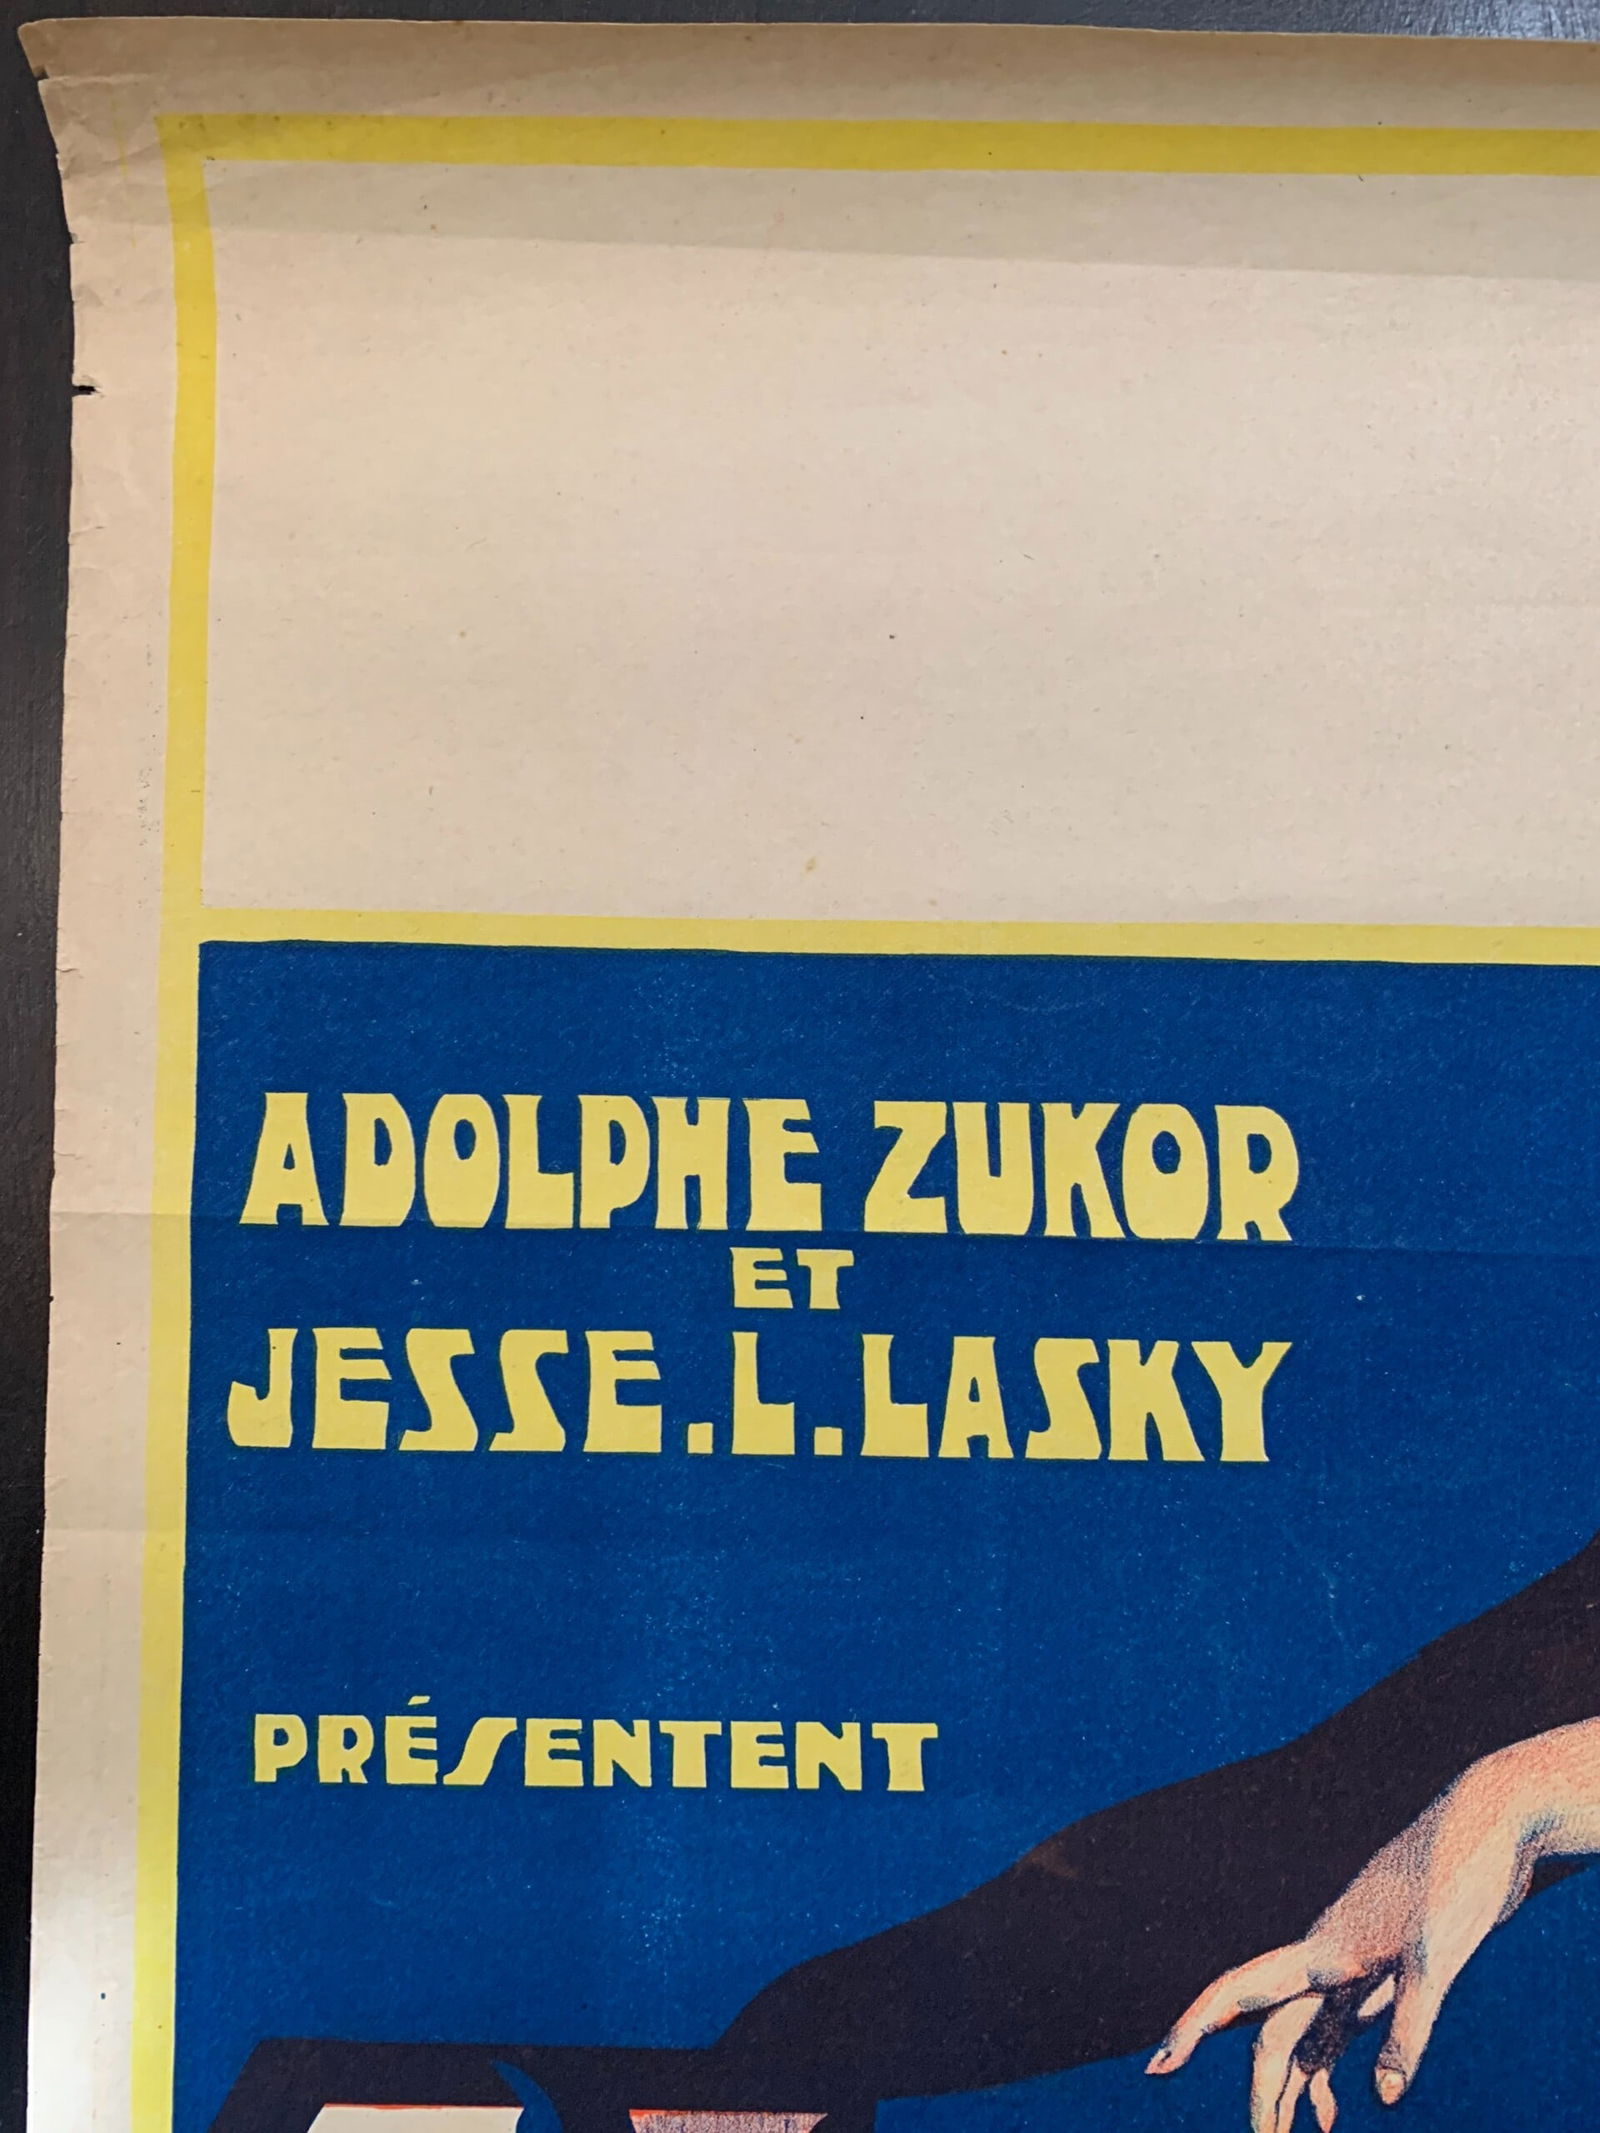 ADOLPHE ZUKOR
ET
JESSE.L.LASKY
PRÉSENTENT